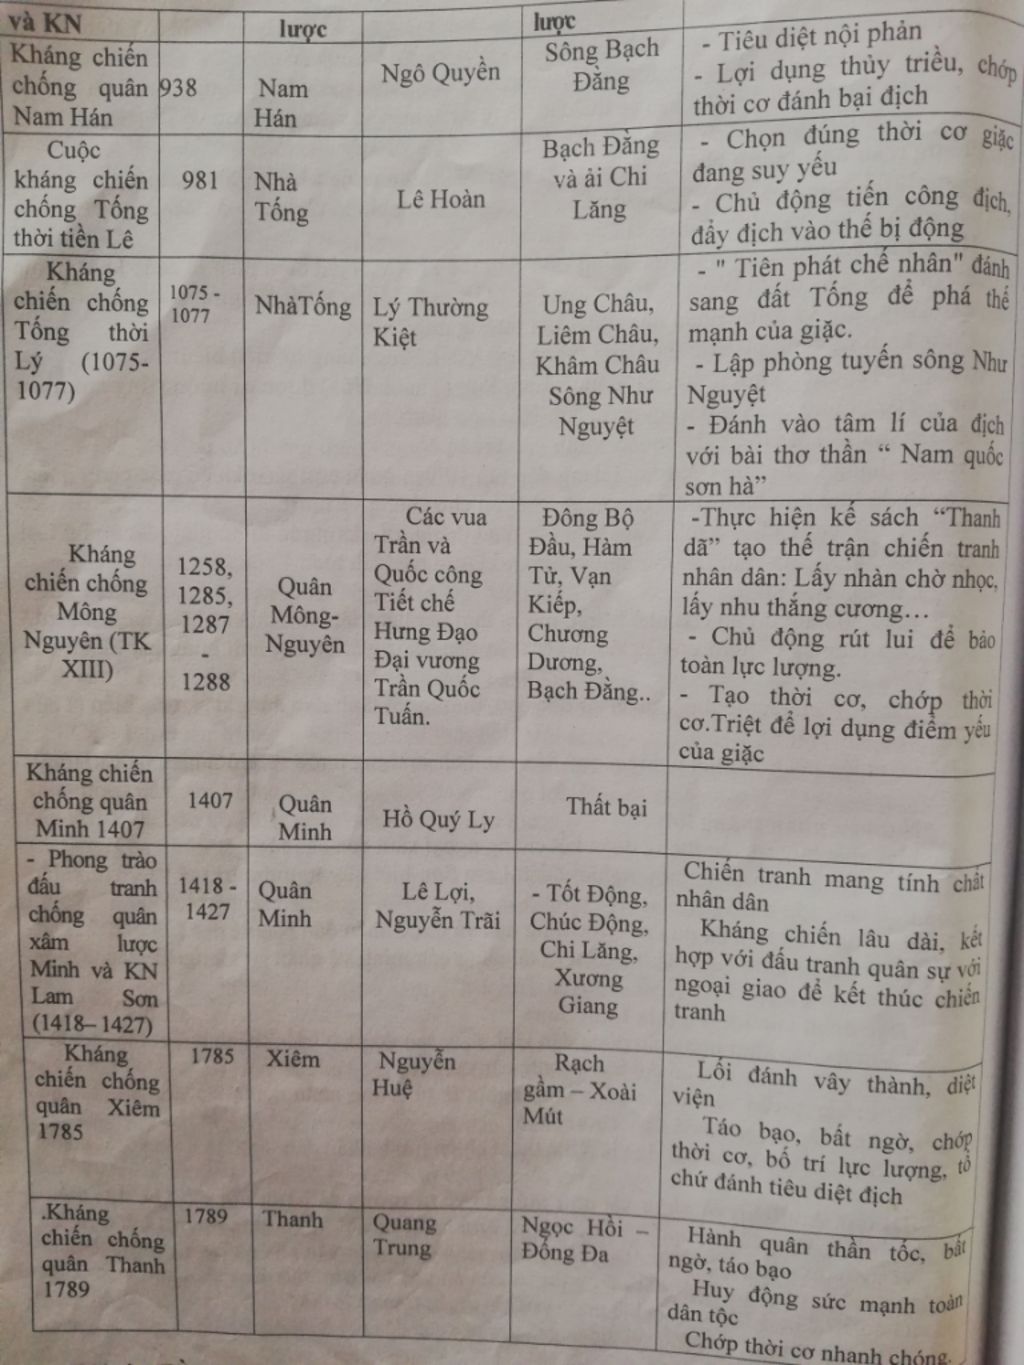 và KN
lược
lược
Kháng chiến
chống quân
Nam Hán
938
Nam
Hán
Ngô Quyền
Sông Bạch
Đằng
- Tiêu diệt nội phản
- Lợi dụng thủy triều, chớp
thời cơ đánh bại địch
Cuộc
kháng chiến
chống Tống
thời tiền Lê
981
Nhà
Tống
Lê Hoàn
Bạch Đằng
và ải Chi
Lăng
- Chọn đúng thời cơ giặc
đang suy yếu
- Chủ động tiến công địch,
đẩy địch vào thế bị động
Kháng
chiến chống
Tống thời
Lý (1075-
1077)
1075 -
1077
NhàTống
Lý Thường
Kiệt
Ung Châu,
Liêm Châu,
Khâm Châu
Sông Như
Nguyệt
- " Tiên phát chế nhân" đánh
sang đất Tống để phá thế
mạnh của giặc.
- Lập phòng tuyến sông Như
Nguyệt
- Đánh vào tâm lí của địch
với bài thơ thần “ Nam quốc
sơn hà”
Kháng
chiến chống
Mông
Nguyên (TK
XIII)
1258,
1285,
1287
-
1288
Quân
Mông-
Nguyên
Các vua
Trần và
Quốc công
Tiết chế
Hưng Đạo
Đại vương
Trần Quốc
Tuấn.
Đông Bộ
Đầu, Hàm
Tử, Vạn
Kiếp,
Chương
Dương,
Bạch Đằng..
-Thực hiện kế sách “Thanh
dã” tạo thế trận chiến tranh
nhân dân: Lấy nhàn chờ nhọc,
lấy nhu thắng cương…
- Chủ động rút lui để bảo
toàn lực lượng.
- Tạo thời cơ, chớp thời
cơ.Triệt để lợi dụng điểm yếu
của giặc
Kháng chiến
chống quân
Minh 1407
1407
Quân
Minh
Hồ Quý Ly
Thất bại
- Phong trào
đấu tranh
chống quân
xâm lược
Minh và KN
Lam Sơn
(1418– 1427)
1418 -
1427
Quân
Minh
Lê Lợi,
Nguyễn Trãi
- Tốt Động,
Chúc Động,
Chi Lăng,
Xương
Giang
Chiến tranh mang tính chất
nhân dân
Kháng chiến lâu dài, kết
hợp với đấu tranh quân sự với
ngoại giao để kết thúc chiến
tranh
Kháng
chiến chống
quân Xiêm
1785
1785
Xiêm
Nguyễn
Huệ
Rạch
gầm – Xoài
Mút
Lối đánh vây thành, diệt
viện
Táo bạo, bất ngờ, chớp
thời cơ, bố trí lực lượng, tổ
chứ đánh tiêu diệt địch
.Kháng
chiến chống
quân Thanh
1789
1789
Thanh
Quang
Trung
Ngọc Hồi –
Đống Đa
Hành quân thần tốc, bất
ngờ, táo bạo
Huy động sức mạnh toàn
dân tộc
Chớp thời cơ nhanh chóng.